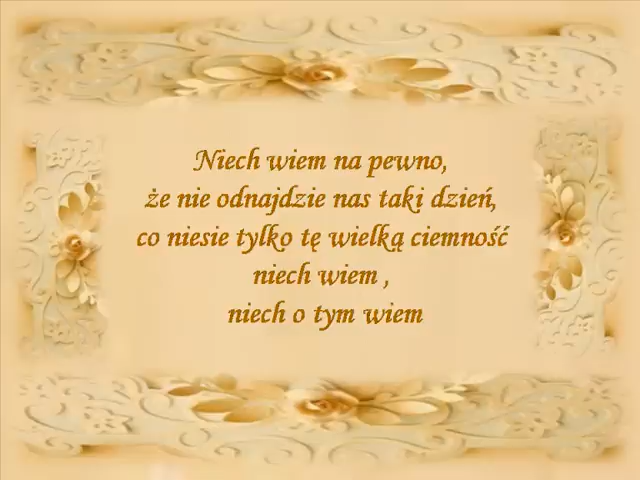 Niech wiem na pewno,
że nie odnajdzie nas taki dzień,
co niesie tylko tę wielką ciemność
niech wiem ,
niech o tym wiem